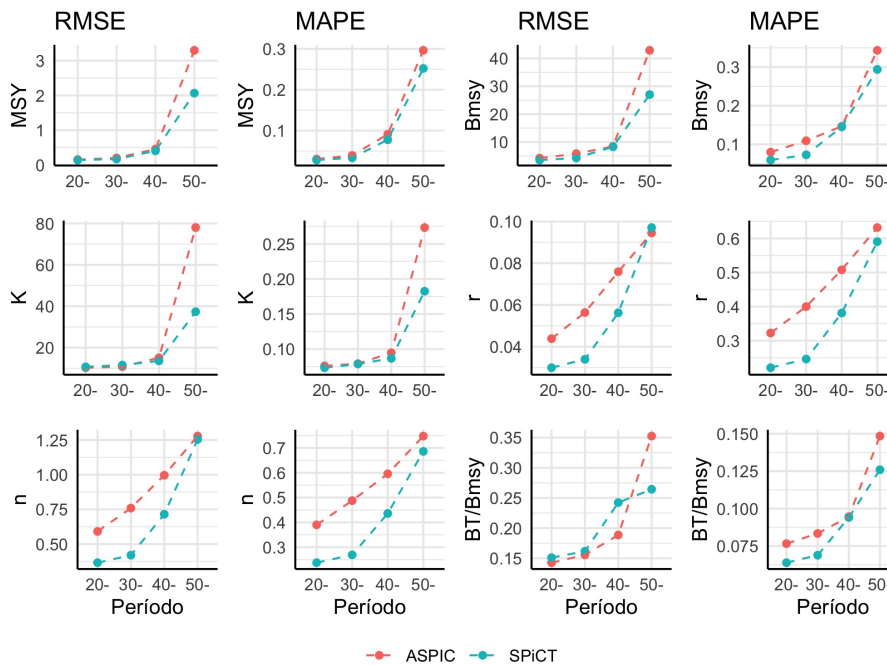 RMSE MAPE RMSE MAPE
MSY
3
2
1
0
20- 30- 40- 50-
MSY
0.3
0.2
0.1
20- 30- 40- 50-
Bmsy
40
30
20
10
20- 30- 40- 50-
Bmsy
0.3
0.2
0.1
20- 30- 40- 50-
K
80
60
40
20
20- 30- 40- 50-
K
0.25
0.20
0.15
0.10
20- 30- 40- 50-
r
0.10
0.08
0.06
0.04
20- 30- 40- 50-
r
0.6
0.5
0.4
0.3
20- 30- 40- 50-
n
1.25
1.00
0.75
0.50
20- 30- 40- 50-
Período
n
0.7
0.6
0.5
0.4
0.3
20- 30- 40- 50-
Período
BT/Bmsy
0.35
0.30
0.25
0.20
0.15
20- 30- 40- 50-
Período
BT/Bmsy
0.150
0.125
0.100
0.075
20- 30- 40- 50-
Período
ASPIC SPiCT